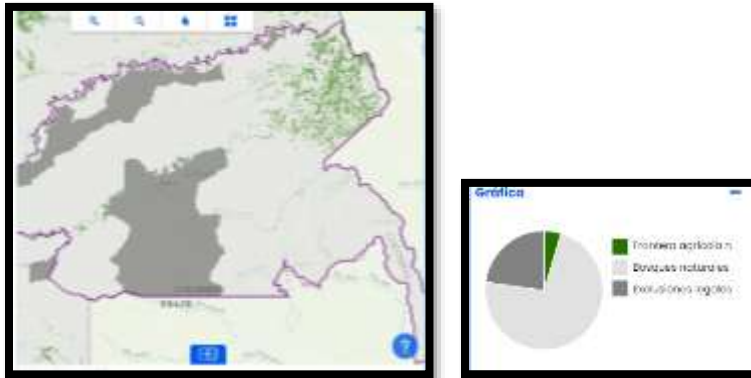 Gráfica
Frontera agrícola n
Bosques naturales
Exclusiones legales
?